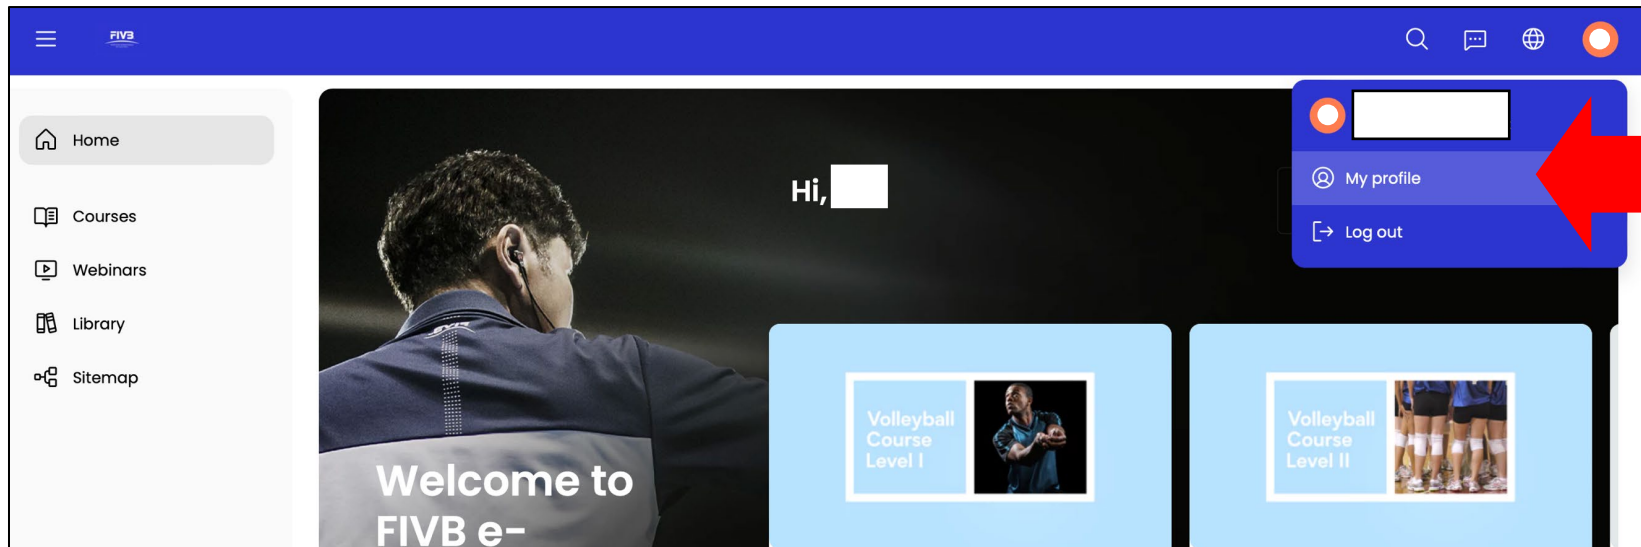 FIVB
Home
Courses
Webinars
Library
Sitemap
Hi,
My profile
Log out
FIVB
Volleyball
Course
Level I
Volleyball
Course
Level II
Welcome to
FIVB e-